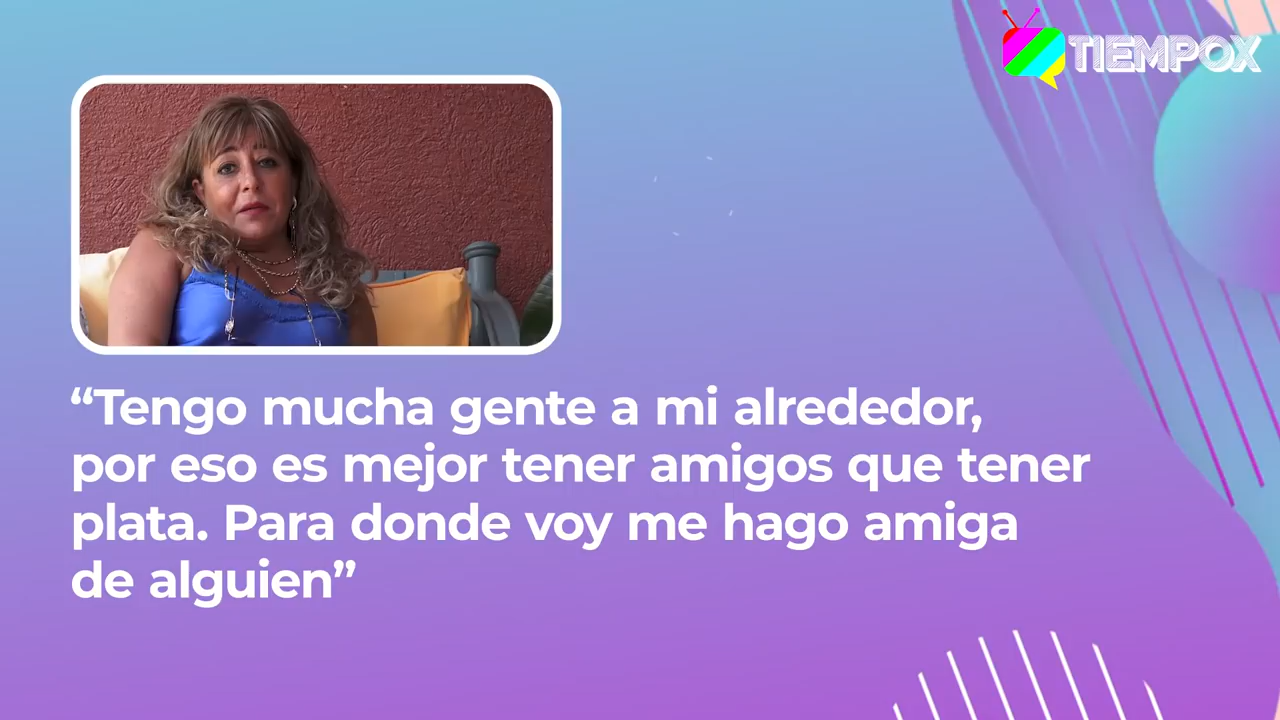 TIEMPOX
“Tengo mucha gente a mi alrededor,
por eso es mejor tener amigos que tener
plata. Para donde voy me hago amiga
de alguien”